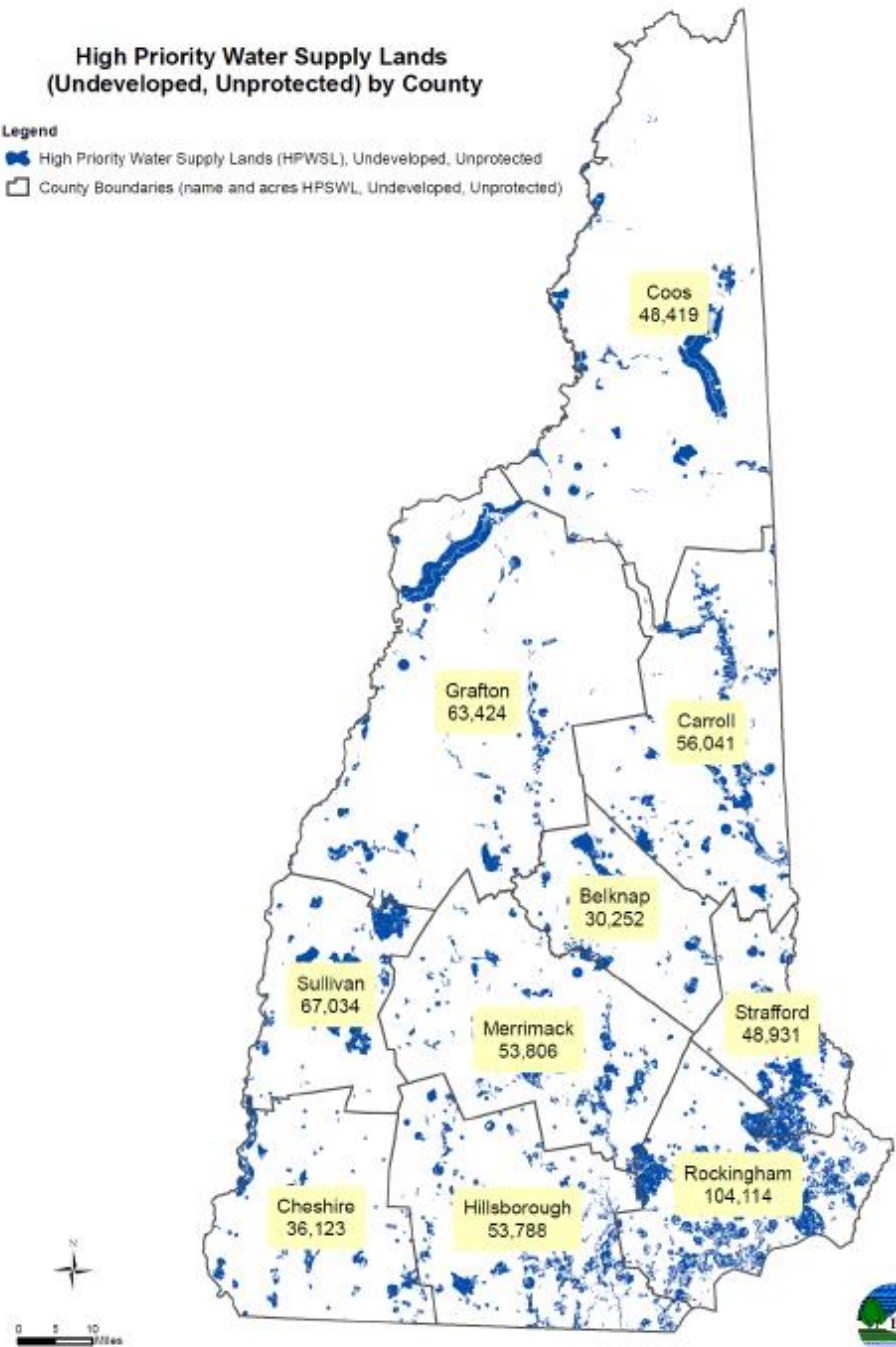 High Priority Water Supply Lands
(Undeveloped, Unprotected) by County
Legend
High Priority Water Supply Lands (HPWSL), Undeveloped, Unprotected
County Boundaries (name and acres HPSWL, Undeveloped, Unprotected)
Coos
48,419
Grafton
63,424
Carroll
56,041
Belknap
30,252
Sullivan
67,034
Merrimack
53,806
Strafford
48,931
Rockingham
104,114
Cheshire
36,123
Hillsborough
53,788
N
0 5 10
Miles